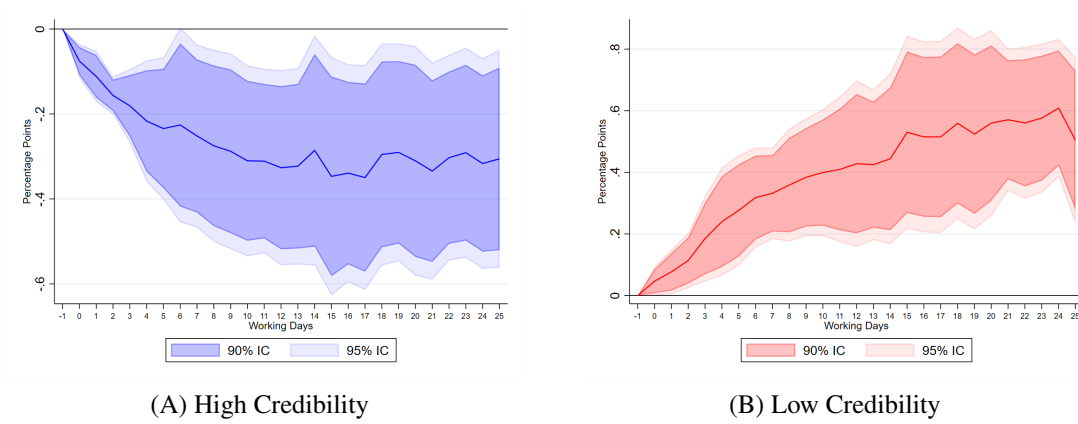 Percentage Points
0
-.2
-.4
-.6
-1 0 1 2 3 4 5 6 7 8 9 10 11 12 13 14 15 16 17 18 19 20 21 22 23 24 25
Working Days
90% IC 95% IC
(A) High Credibility
Percentage Points
.8
.6
.4
.2
0
-1 0 1 2 3 4 5 6 7 8 9 10 11 12 13 14 15 16 17 18 19 20 21 22 23 24 25
Working Days
90% IC 95% IC
(B) Low Credibility